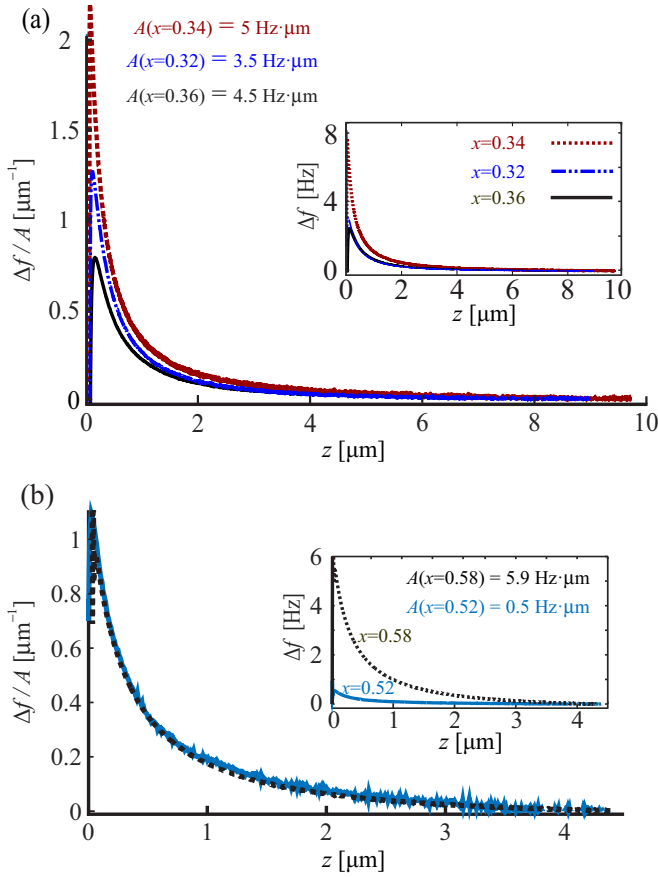 (a)
A(x=0.34) = 5 Hz·μm
A(x=0.32) = 3.5 Hz·μm
A(x=0.36) = 4.5 Hz·μm
2
1.5
1
0.5
0
Δf / A [μm⁻¹]
0 2 4 6 8 10
z [μm]
8
4
0
Δf [Hz]
x=0.34
x=0.32
x=0.36
0 2 4 6 8 10
z [μm]
(b)
1
0.8
0.6
0.4
0.2
0
Δf / A [μm⁻¹]
0 1 2 3 4
z [μm]
6
4
2
0
Δf [Hz]
A(x=0.58) = 5.9 Hz·μm
A(x=0.52) = 0.5 Hz·μm
x=0.58
x=0.52
0 1 2 3 4
z [μm]